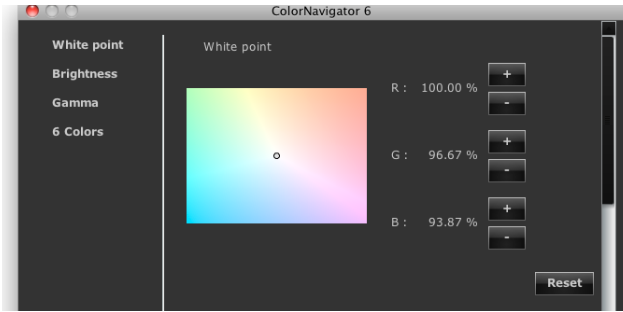 ColorNavigator 6
White point
Brightness
Gamma
6 Colors
White point
R : 100.00 % + -
G : 96.67 % + -
B : 93.87 % + -
Reset